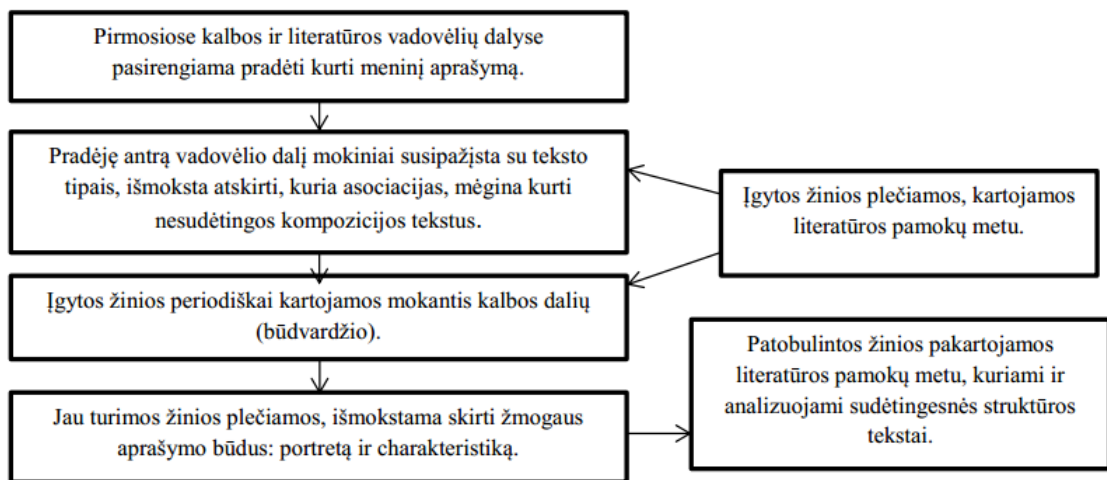 Pirmosiose kalbos ir literatūros vadovėlių dalyse
pasirengiama pradėti kurti meninį aprašymą.
Pradėję antrą vadovėlio dalį mokiniai susipažįsta su teksto
tipais, išmoksta atskirti, kuria asociacijas, mėgina kurti
nesudėtingos kompozicijos tekstus.
Įgytos žinios plečiamos, kartojamos
literatūros pamokų metu.
Įgytos žinios periodiškai kartojamos mokantis kalbos dalių
(būdvardžio).
Jau turimos žinios plečiamos, išmokstama skirti žmogaus
aprašymo būdus: portretą ir charakteristiką.
Patobulintos žinios pakartojamos
literatūros pamokų metu, kuriami ir
analizuojami sudėtingesnės struktūros
tekstai.